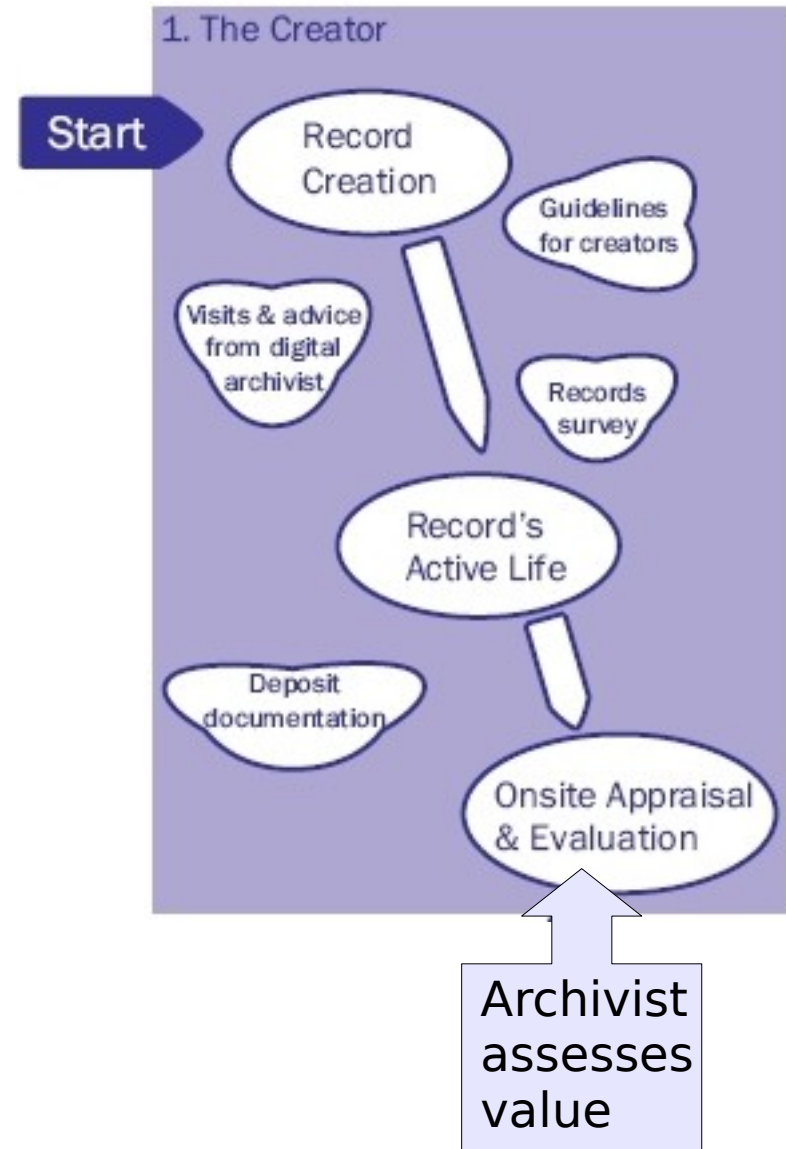 1. The Creator
Start
Record
Creation
Guidelines
for creators
Visits & advice
from digital
archivist
Records
survey
Record's
Active Life
Deposit
documentation
Onsite Appraisal
& Evaluation
Archivist
assesses
value